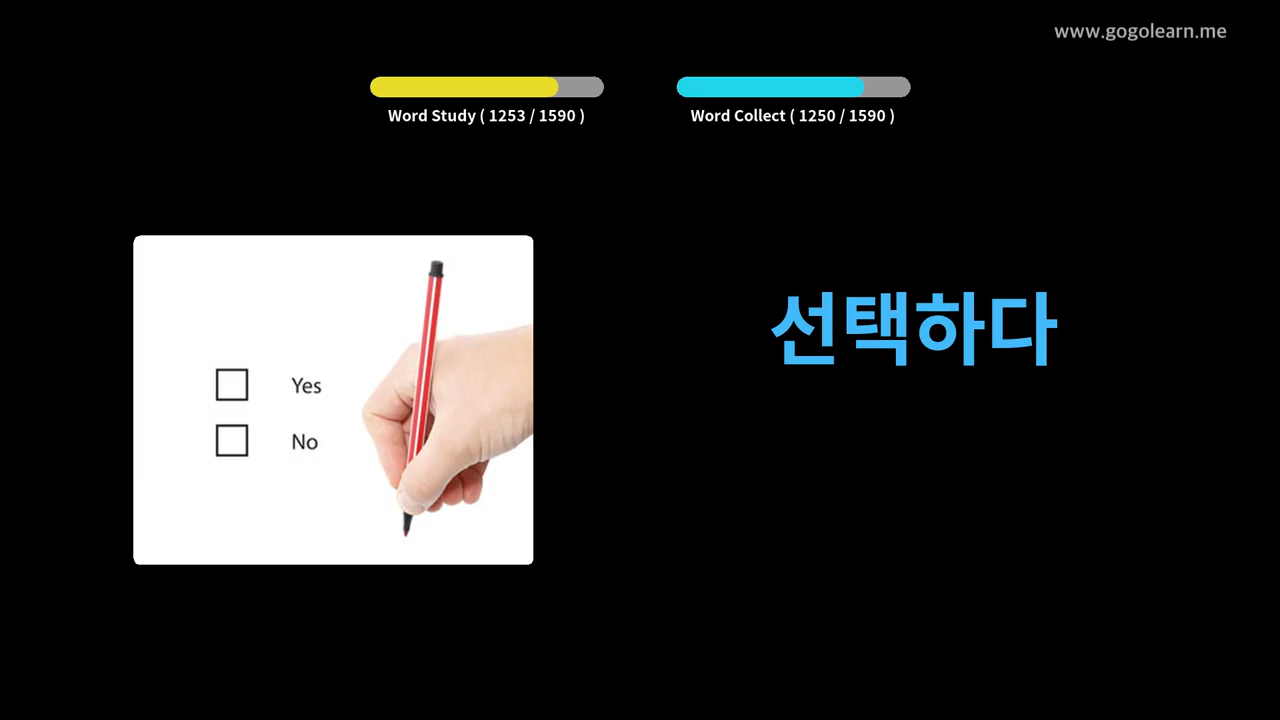 www.gogolearn.me
Word Study ( 1253 / 1590 )
Word Collect ( 1250 / 1590 )
Yes
No
선택하다